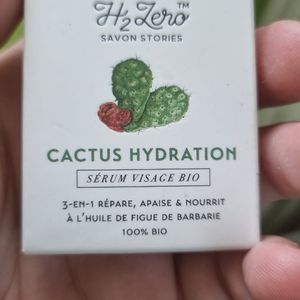 H₂ Zero™
SAVON STORIES
CACTUS HYDRATION
SÉRUM VISAGE BIO
3-EN-1 RÉPARE, APAISE & NOURRIT
À L'HUILE DE FIGUE DE BARBARIE
100% BIO